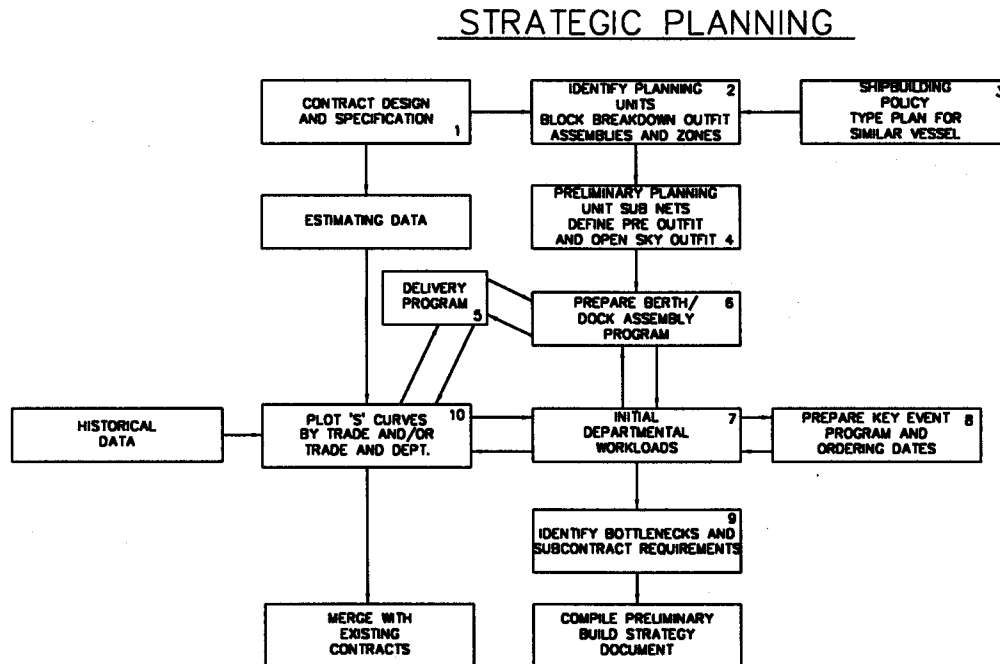 STRATEGIC PLANNING
CONTRACT DESIGN
AND SPECIFICATION 1
IDENTIFY PLANNING 2
UNITS
BLOCK BREAKDOWN OUTFIT
ASSEMBLIES AND ZONES
SHIPBUILDING 3
POLICY
TYPE PLAN FOR
SIMILAR VESSEL
ESTIMATING DATA
PRELIMINARY PLANNING
UNIT SUB NETS
DEFINE PRE OUTFIT
AND OPEN SKY OUTFIT 4
DELIVERY
PROGRAM 5
PREPARE BERTH/ 6
DOCK ASSEMBLY
PROGRAM
HISTORICAL
DATA
PLOT 'S' CURVES 10
BY TRADE AND/OR
TRADE AND DEPT.
INITIAL 7
DEPARTMENTAL
WORKLOADS
PREPARE KEY EVENT 8
PROGRAM AND
ORDERING DATES
9
IDENTIFY BOTTLENECKS AND
SUBCONTRACT REQUIREMENTS
MERGE WITH
EXISTING
CONTRACTS
COMPILE PRELIMINARY
BUILD STRATEGY
DOCUMENT